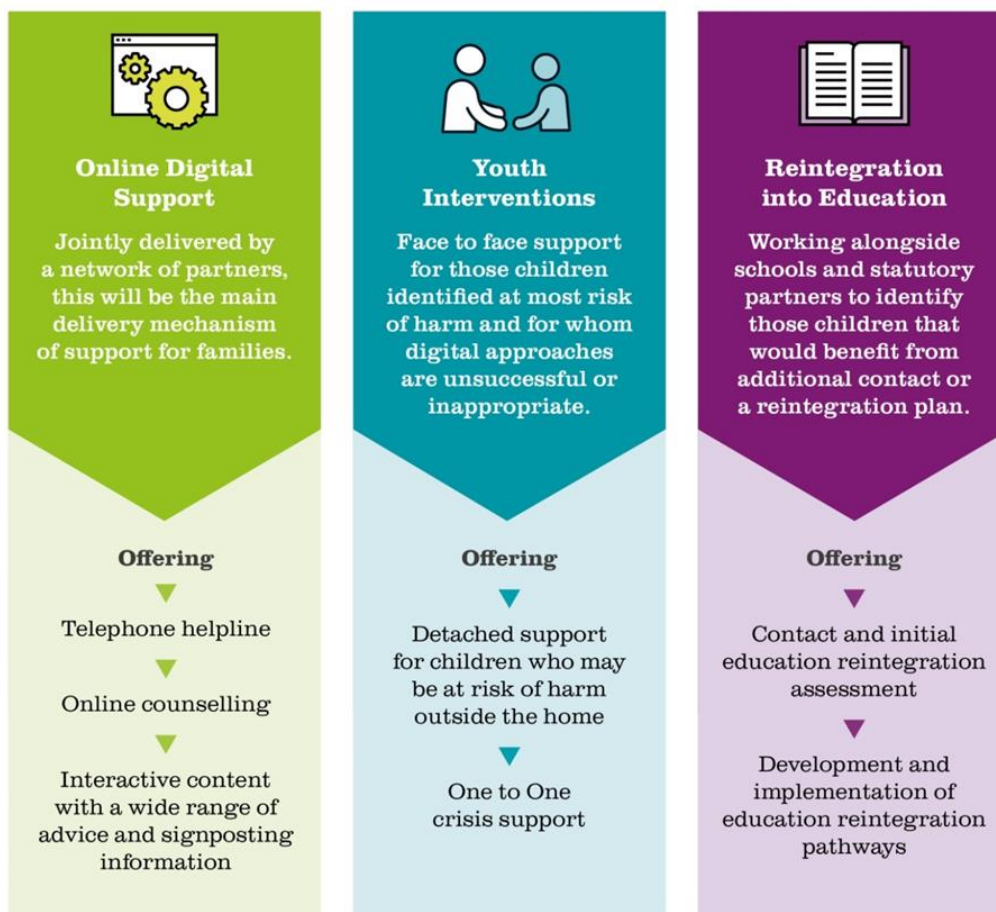 Online Digital
Support
Jointly delivered by
a network of partners,
this will be the main
delivery mechanism
of support for families.
Offering
Telephone helpline
Online counselling
Interactive content
with a wide range of
advice and signposting
information
Youth
Interventions
Face to face support
for those children
identified at most risk
of harm and for whom
digital approaches
are unsuccessful or
inappropriate.
Offering
Detached support
for children who may
be at risk of harm
outside the home
One to One
crisis support
Reintegration
into Education
Working alongside
schools and statutory
partners to identify
those children that
would benefit from
additional contact or
a reintegration plan.
Offering
Contact and initial
education reintegration
assessment
Development and
implementation of
education reintegration
pathways